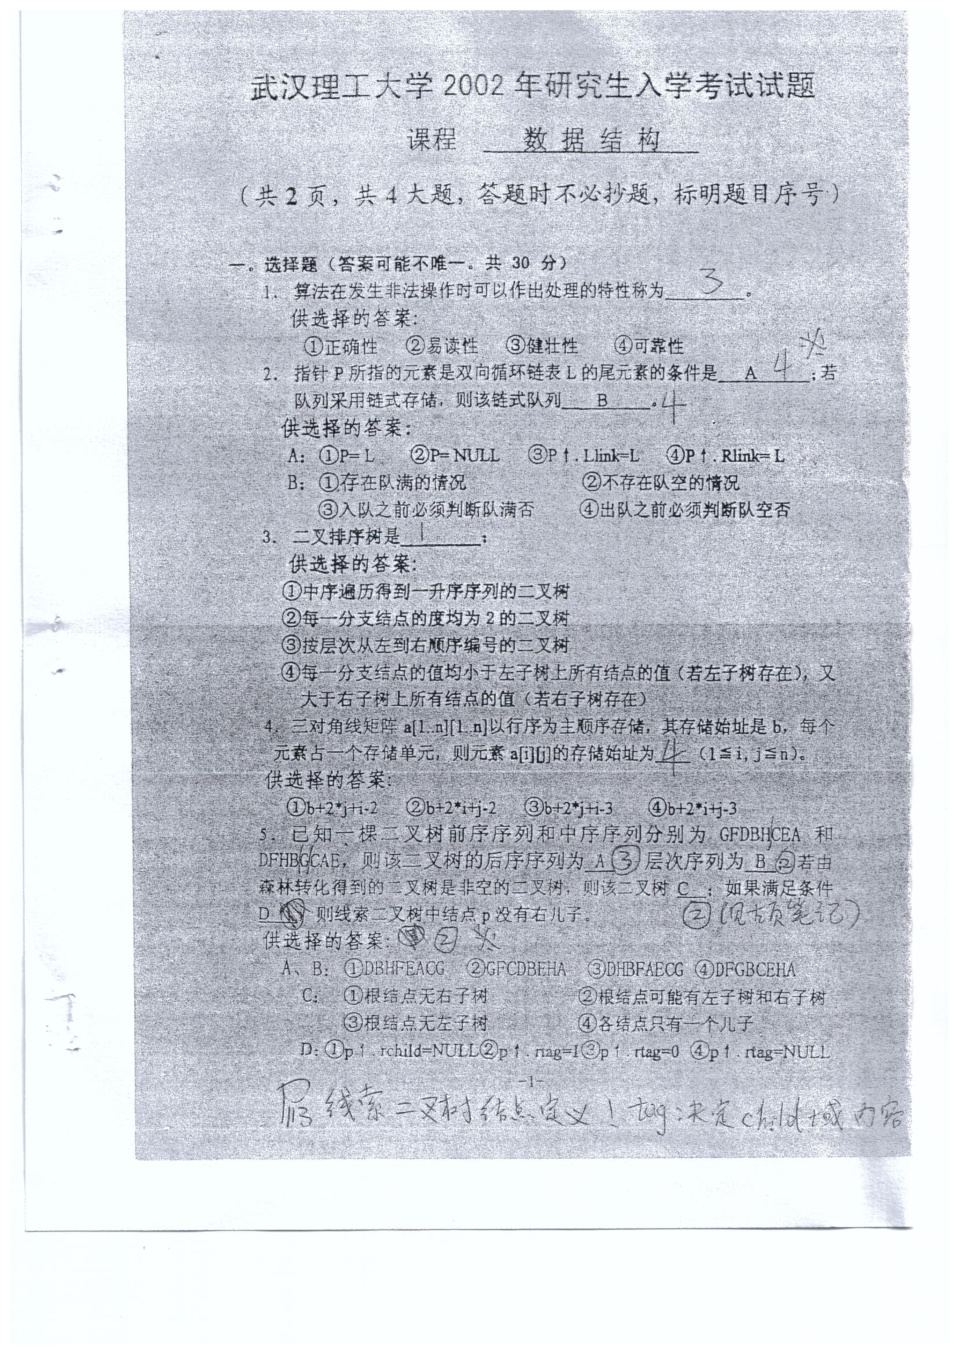 武汉理工大学 2002 年研究生入学考试试题
课程 数据结构
(共 2 页，共 4 大题，答题时不必抄题，标明题目序号)
一。选择题（答案可能不唯一。共 30 分）
1. 算法在发生非法操作时可以作出处理的特性称为 3 。
供选择的答案:
①正确性 ②易读性 ③健壮性 ④可靠性
2. 指针 P 所指的元素是双向循环链表 L 的尾元素的条件是 A 4 ;若
队列采用链式存储，则该链式队列 B 。4
供选择的答案:
A: ①P= L ②P= NULL ③P↑.Llink=L ④P↑.Rlink= L
B: ①存在队满的情况 ②不存在队空的情况
③入队之前必须判断队满否 ④出队之前必须判断队空否
3. 二叉排序树是 1 ;
供选择的答案:
①中序遍历得到一升序序列的二叉树
②每一分支结点的度均为 2 的二叉树
③按层次从左到右顺序编号的二叉树
④每一分支结点的值均小于左子树上所有结点的值（若左子树存在），又
大于右子树上所有结点的值（若右子树存在）
4. 三对角线矩阵 a[1..n][1..n]以行序为主顺序存储，其存储始址是 b，每个
元素占一个存储单元，则元素 a[i][j]的存储始址为 4 （1≦i, j≦n）。
供选择的答案:
①b+2*j+i-2 ②b+2*i+j-2 ③b+2*j+i-3 ④b+2*i+j-3
5. 已知一棵二叉树前序序列和中序序列分别为 GFDBHCEA 和
DFHBGCAE，则该二叉树的后序序列为 A ③ 层次序列为 B ② 若由
森林转化得到的二叉树是非空的二叉树，则该二叉树 C ；如果满足条件
D 则线索二叉树中结点 p 没有右儿子。 ②
供选择的答案: ②
A、 B: ①DBHFEACG ②GFCDBEHA ③DHBFAECG ④DFGBCEHA
C: ①根结点无右子树 ②根结点可能有左子树和右子树
③根结点无左子树 ④各结点只有一个儿子
D: ①p↑.rchild=NULL ②p↑.rtag=1 ③p↑.rtag=0 ④p↑.rtag=NULL
-1-
线索二叉树结点定义! tag:决定child域内容